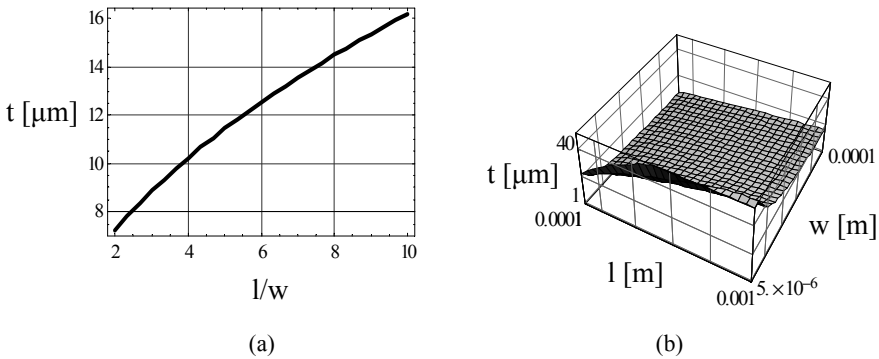 16
14
12
10
8
t [μm]
2
4
6
8
10
l/w
(a)
40
t [μm]
1
0.0001
l [m]
0.001
5.×10⁻⁶
w [m]
0.0001
(b)